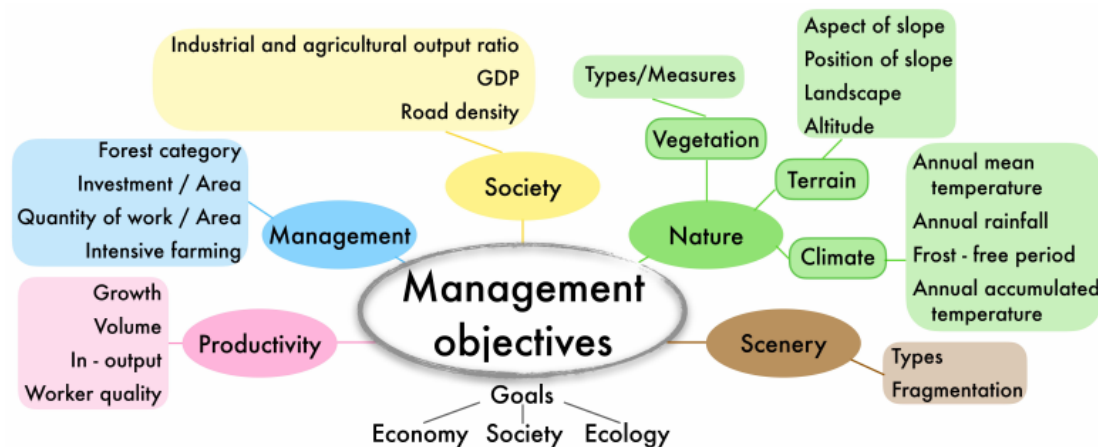 Industrial and agricultural output ratio
GDP
Road density
Society
Forest category
Investment / Area
Quantity of work / Area
Intensive farming
Management
Growth
Volume
In - output
Worker quality
Productivity
Management
objectives
Goals
Economy
Society
Ecology
Types/Measures
Vegetation
Aspect of slope
Position of slope
Landscape
Altitude
Terrain
Nature
Climate
Annual mean
temperature
Annual rainfall
Frost - free period
Annual accumulated
temperature
Scenery
Types
Fragmentation